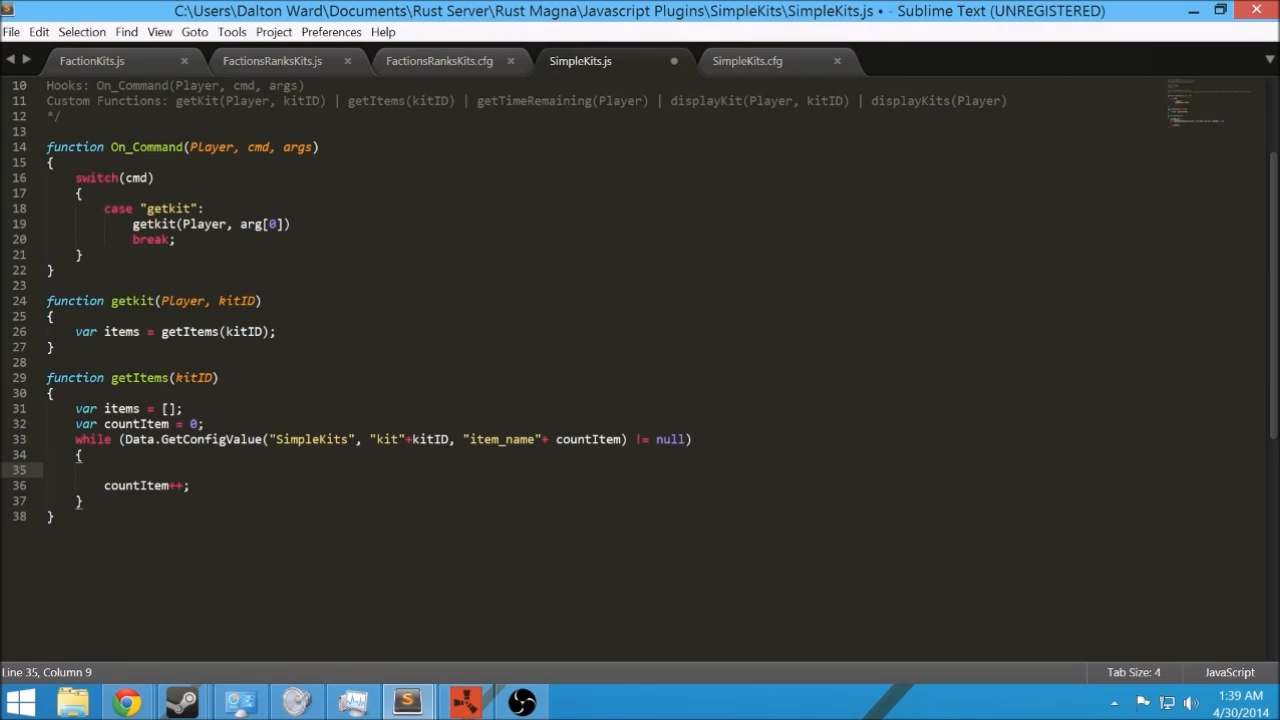 C:\Users\Dalton Ward\Documents\Rust Server\Rust Magna\Javascript Plugins\SimpleKits\SimpleKits.js • - Sublime Text (UNREGISTERED)
File Edit Selection Find View Goto Tools Project Preferences Help
FactionKits.js FactionsRanksKits.js FactionsRanksKits.cfg SimpleKits.js SimpleKits.cfg
10 Hooks: On_Command(Player, cmd, args)
11 Custom Functions: getKit(Player, kitID) | getItems(kitID) | getTimeRemaining(Player) | displayKit(Player, kitID) | displayKits(Player)
12 */
13
14 function On_Command(Player, cmd, args)
15 {
16 switch(cmd)
17 {
18 case "getkit":
19 getkit(Player, arg[0])
20 break;
21 }
22 }
23
24 function getkit(Player, kitID)
25 {
26 var items = getItems(kitID);
27 }
28
29 function getItems(kitID)
30 {
31 var items = [];
32 var countItem = 0;
33 while (Data.GetConfigValue("SimpleKits", "kit"+kitID, "item_name"+ countItem) != null)
34 {
35
36 countItem++;
37 }
38 }
Line 35, Column 9 Tab Size: 4 JavaScript
1:39 AM
4/30/2014